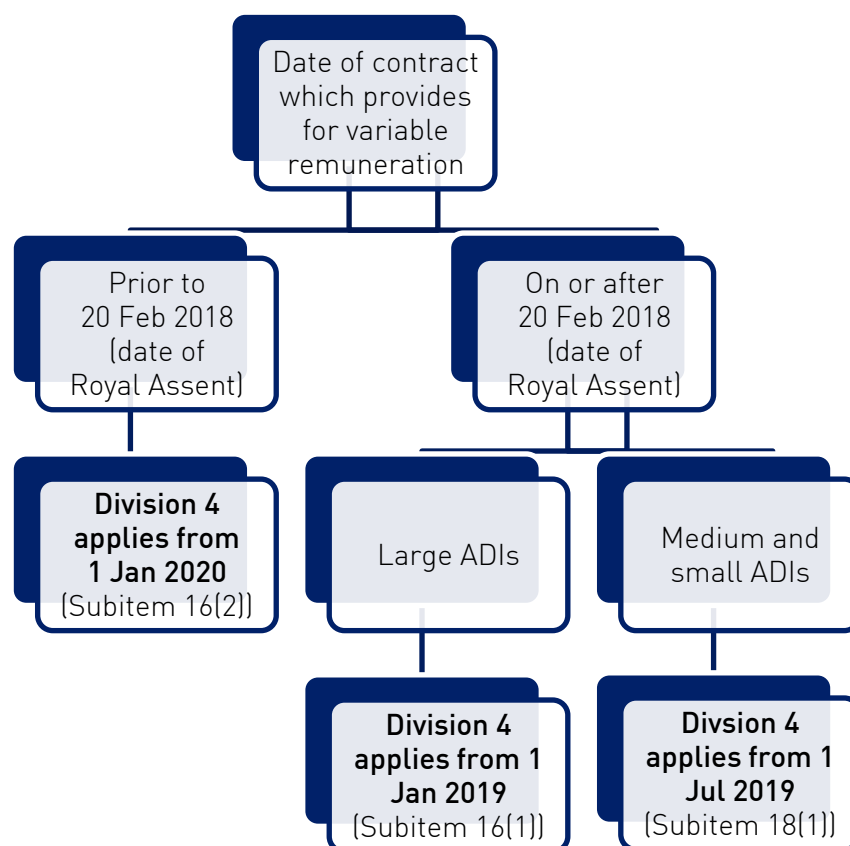 Date of contract
which provides
for variable
remuneration
Prior to
20 Feb 2018
(date of
Royal Assent)
On or after
20 Feb 2018
(date of
Royal Assent)
Division 4
applies from
1 Jan 2020
(Subitem 16(2))
Large ADIs
Medium and
small ADIs
Division 4
applies from 1
Jan 2019
(Subitem 16(1))
Divsion 4
applies from 1
Jul 2019
(Subitem 18(1))